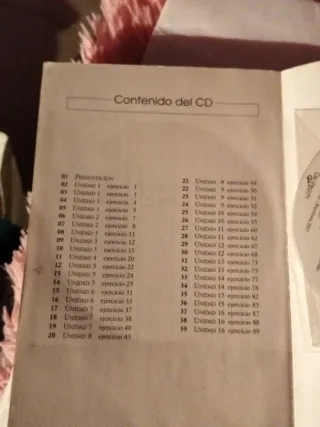 Contenido del CD
01 PRESENTACIÓN
02 UNIDAD 1 ejercicio 1
03 UNIDAD 1 ejercicio 3
04 UNIDAD 1 ejercicio 4
05 UNIDAD 1 ejercicio 5
06 UNIDAD 2 ejercicio 7
07 UNIDAD 2 ejercicio 8
08 UNIDAD 3 ejercicio 11
09 UNIDAD 3 ejercicio 12
10 UNIDAD 3 ejercicio 15
11 UNIDAD 4 ejercicio 20
12 UNIDAD 5 ejercicio 22
13 UNIDAD 5 ejercicio 24
14 UNIDAD 5 ejercicio 25
15 UNIDAD 6 ejercicio 31
16 UNIDAD 6 ejercicio 33
17 UNIDAD 7 ejercicio 37
18 UNIDAD 7 ejercicio 38
19 UNIDAD 7 ejercicio 40
20 UNIDAD 8 ejercicio 43
21 UNIDAD 9 ejercicio 44
22 UNIDAD 9 ejercicio 50
23 UNIDAD 9 ejercicio 51
24 UNIDAD 9 ejercicio 52
25 UNIDAD 10 ejercicio 54
26 UNIDAD 10 ejercicio 55
27 UNIDAD 11 ejercicio 60
28 UNIDAD 11 ejercicio 62
29 UNIDAD 12 ejercicio 67
30 UNIDAD 12 ejercicio 68
31 UNIDAD 13 ejercicio 73
32 UNIDAD 13 ejercicio 74
33 UNIDAD 13 ejercicio 77
34 UNIDAD 14 ejercicio 78
35 UNIDAD 15 ejercicio 83
36 UNIDAD 15 ejercicio 85
37 UNIDAD 16 ejercicio 87
38 UNIDAD 16 ejercicio 88
39 UNIDAD 16 ejercicio 89